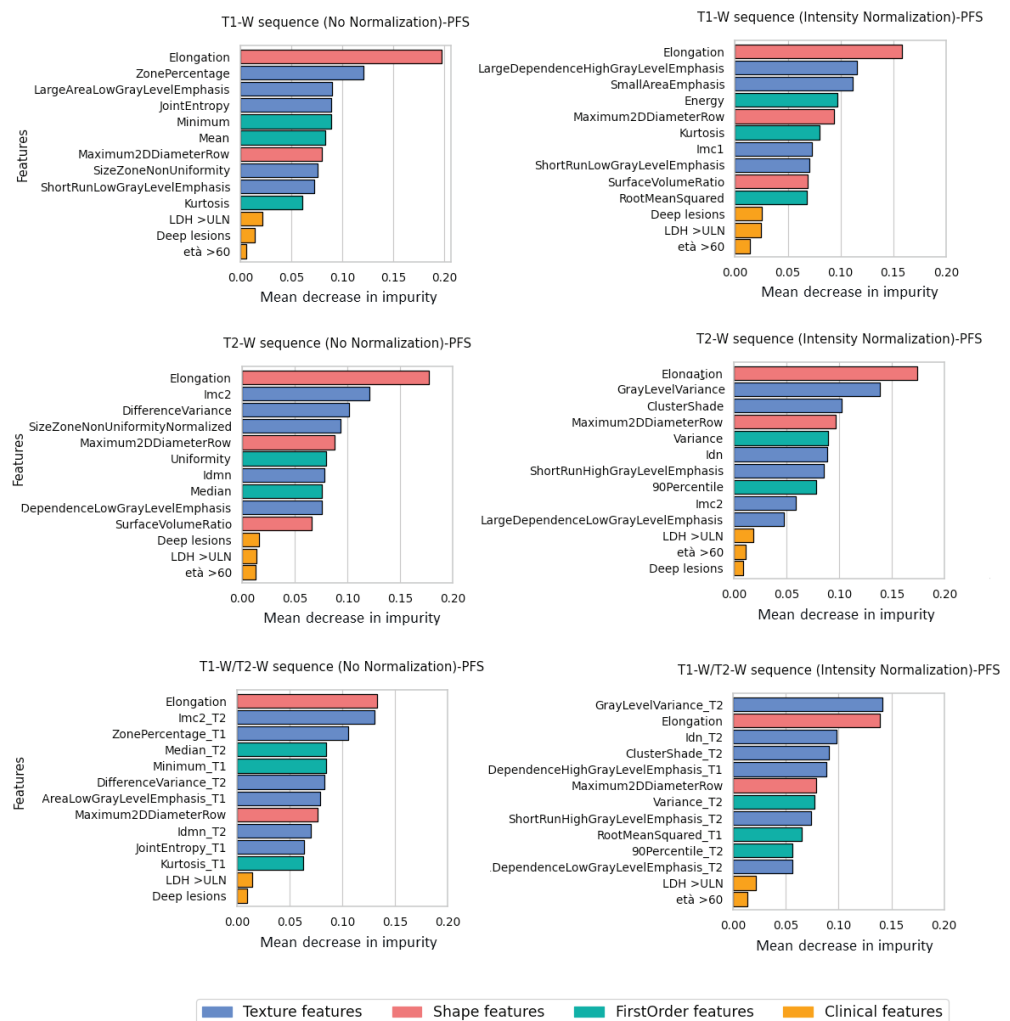 T1-W sequence (No Normalization)-PFS
Features
Elongation
ZonePercentage
LargeAreaLowGrayLevelEmphasis
JointEntropy
Minimum
Mean
Maximum2DDiameterRow
SizeZoneNonUniformity
ShortRunLowGrayLevelEmphasis
Kurtosis
LDH >ULN
Deep lesions
età >60
0.00 0.05 0.10 0.15 0.20
Mean decrease in impurity
T1-W sequence (Intensity Normalization)-PFS
Elongation
LargeDependenceHighGrayLevelEmphasis
SmallAreaEmphasis
Energy
Maximum2DDiameterRow
Kurtosis
Imc1
ShortRunLowGrayLevelEmphasis
SurfaceVolumeRatio
RootMeanSquared
Deep lesions
LDH >ULN
età >60
0.00 0.05 0.10 0.15 0.20
Mean decrease in impurity
T2-W sequence (No Normalization)-PFS
Features
Elongation
Imc2
DifferenceVariance
SizeZoneNonUniformityNormalized
Maximum2DDiameterRow
Uniformity
Idmn
Median
DependenceLowGrayLevelEmphasis
SurfaceVolumeRatio
Deep lesions
LDH >ULN
età >60
0.00 0.05 0.10 0.15 0.20
Mean decrease in impurity
T2-W sequence (Intensity Normalization)-PFS
Elongation
GrayLevelVariance
ClusterShade
Maximum2DDiameterRow
Variance
Idn
ShortRunHighGrayLevelEmphasis
90Percentile
Imc2
LargeDependenceLowGrayLevelEmphasis
LDH >ULN
età >60
Deep lesions
0.00 0.05 0.10 0.15 0.20
Mean decrease in impurity
T1-W/T2-W sequence (No Normalization)-PFS
Features
Elongation
Imc2_T2
ZonePercentage_T1
Median_T2
Minimum_T1
DifferenceVariance_T2
AreaLowGrayLevelEmphasis_T1
Maximum2DDiameterRow
Idmn_T2
JointEntropy_T1
Kurtosis_T1
LDH >ULN
Deep lesions
0.00 0.05 0.10 0.15 0.20
Mean decrease in impurity
T1-W/T2-W sequence (Intensity Normalization)-PFS
GrayLevelVariance_T2
Elongation
Idn_T2
ClusterShade_T2
DependenceHighGrayLevelEmphasis_T1
Maximum2DDiameterRow
Variance_T2
ShortRunHighGrayLevelEmphasis_T2
RootMeanSquared_T1
90Percentile_T2
.DependenceLowGrayLevelEmphasis_T2
LDH >ULN
età >60
0.00 0.05 0.10 0.15 0.20
Mean decrease in impurity
Texture features Shape features FirstOrder features Clinical features